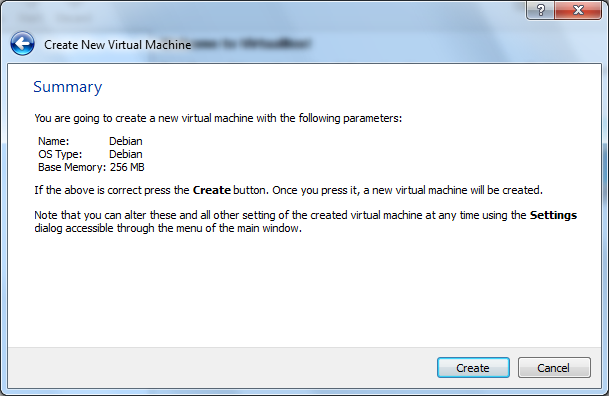 Create New Virtual Machine
Summary
You are going to create a new virtual machine with the following parameters:
Name: Debian
OS Type: Debian
Base Memory: 256 MB
If the above is correct press the Create button. Once you press it, a new virtual machine will be created.
Note that you can alter these and all other setting of the created virtual machine at any time using the Settings
dialog accessible through the menu of the main window.
Create Cancel